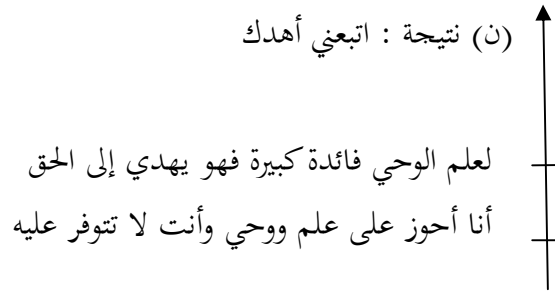 (ن) نتيجة : اتبعني أهدك
لعلم الوحي فائدة كبيرة فهو يهدي إلى الحق
أنا أحوز على علم ووحي وأنت لا تتوفر عليه